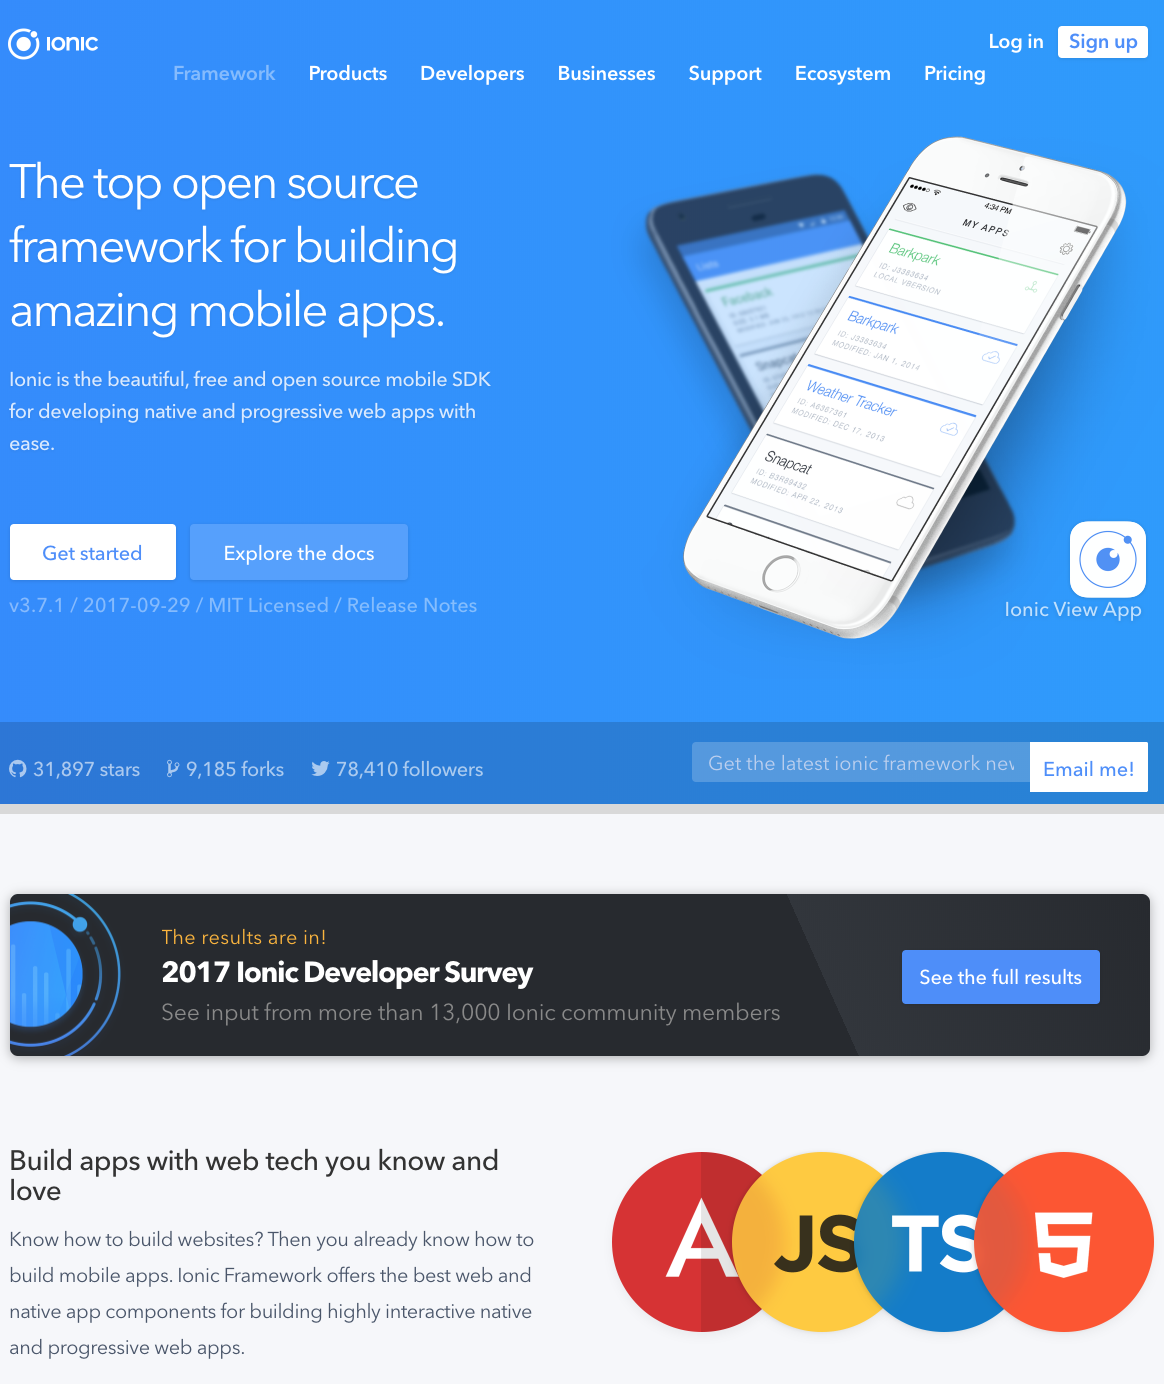 IONIC
Log in
Sign up
Framework
Products
Developers
Businesses
Support
Ecosystem
Pricing
The top open source
framework for building
amazing mobile apps.
Ionic is the beautiful, free and open source mobile SDK
for developing native and progressive web apps with
ease.
Get started
Explore the docs
v3.7.1 / 2017-09-29 / MIT Licensed / Release Notes
4:34 PM
MY APPS
Barkpark
ID: J3383634
LOCAL VBERSION
Barkpark
ID: J3383634
MODIFIED: JAN 1, 2014
Weather Tracker
ID: A6367361
MODIFIED: DEC 17, 2013
Snapcat
ID: B3R89432
MODIFIED: APR 22, 2013
Ionic View App
31,897 stars
9,185 forks
78,410 followers
Get the latest ionic framework
Email me!
The results are in!
2017 Ionic Developer Survey
See input from more than 13,000 Ionic community members
See the full results
Build apps with web tech you know and
love
Know how to build websites? Then you already know how to
build mobile apps. Ionic Framework offers the best web and
native app components for building highly interactive native
and progressive web apps.
A
JS
TS
5